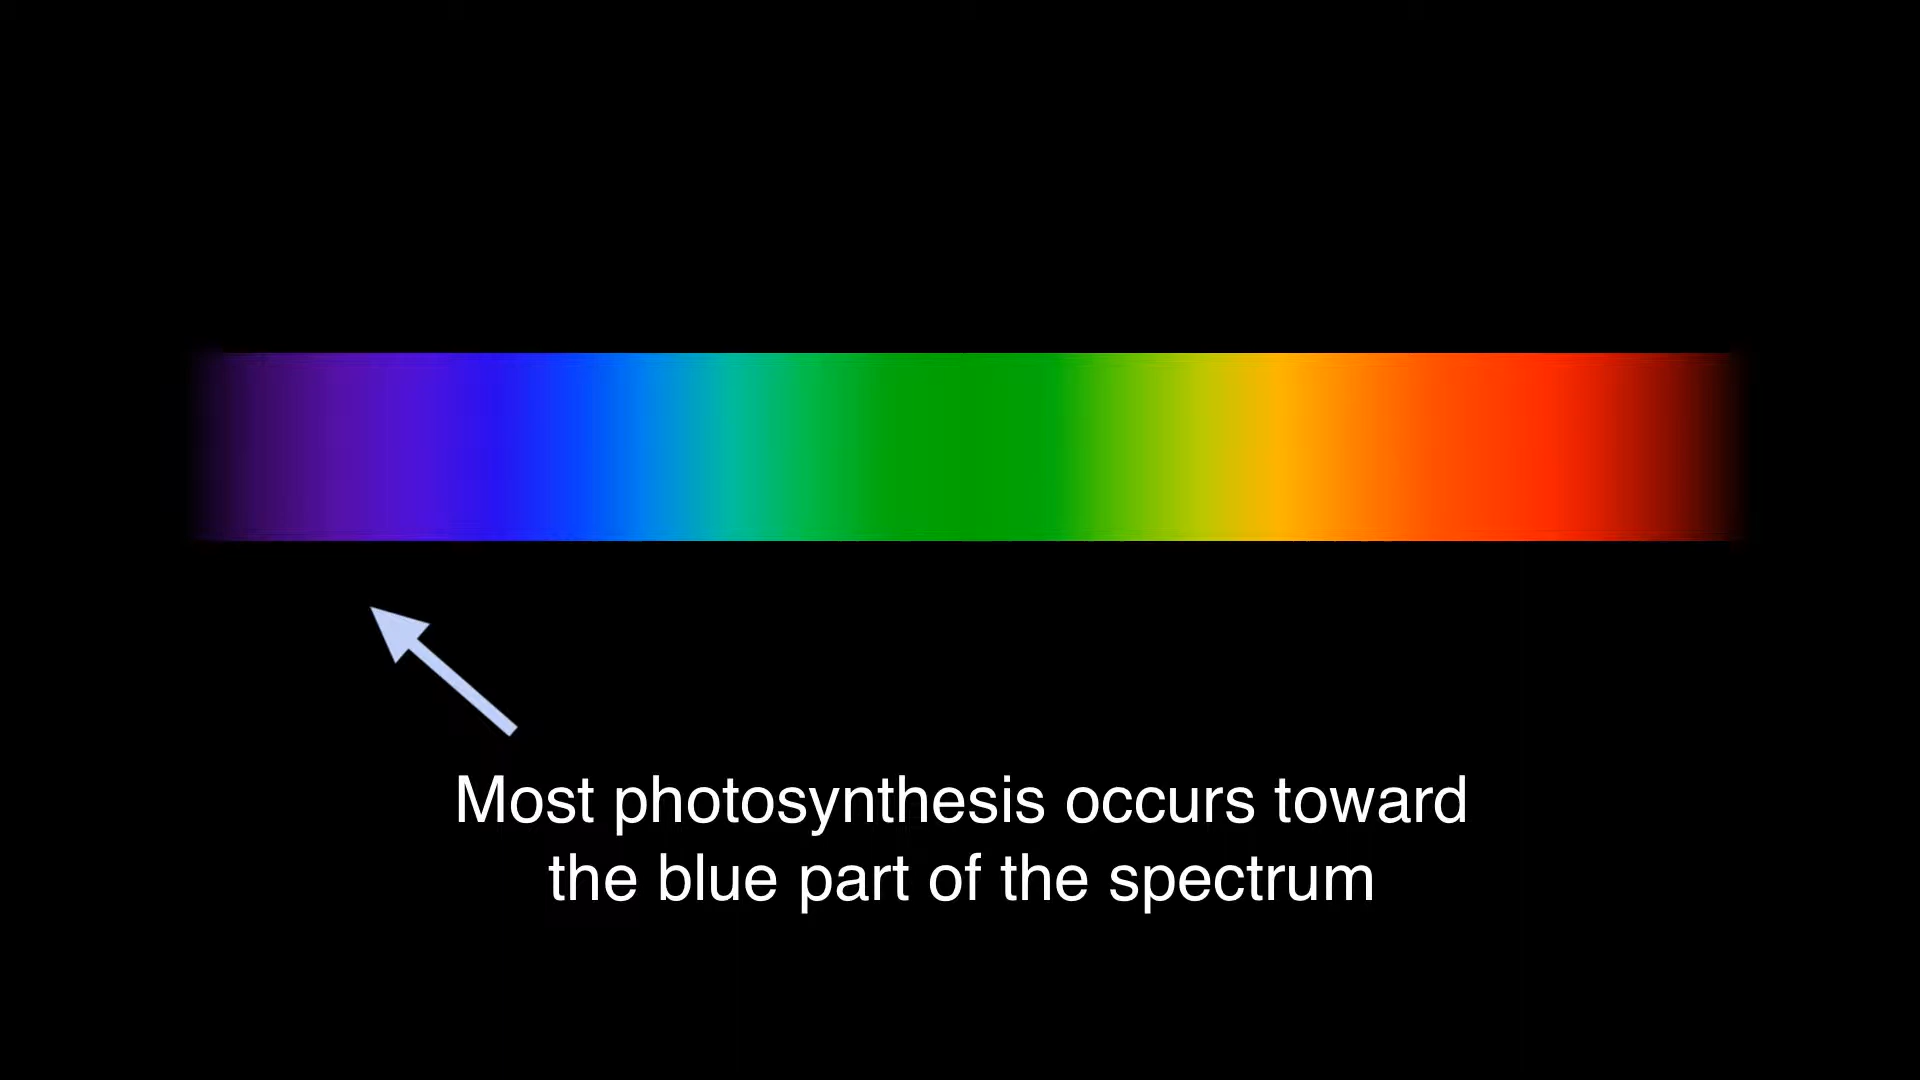 Most photosynthesis occurs toward
the blue part of the spectrum